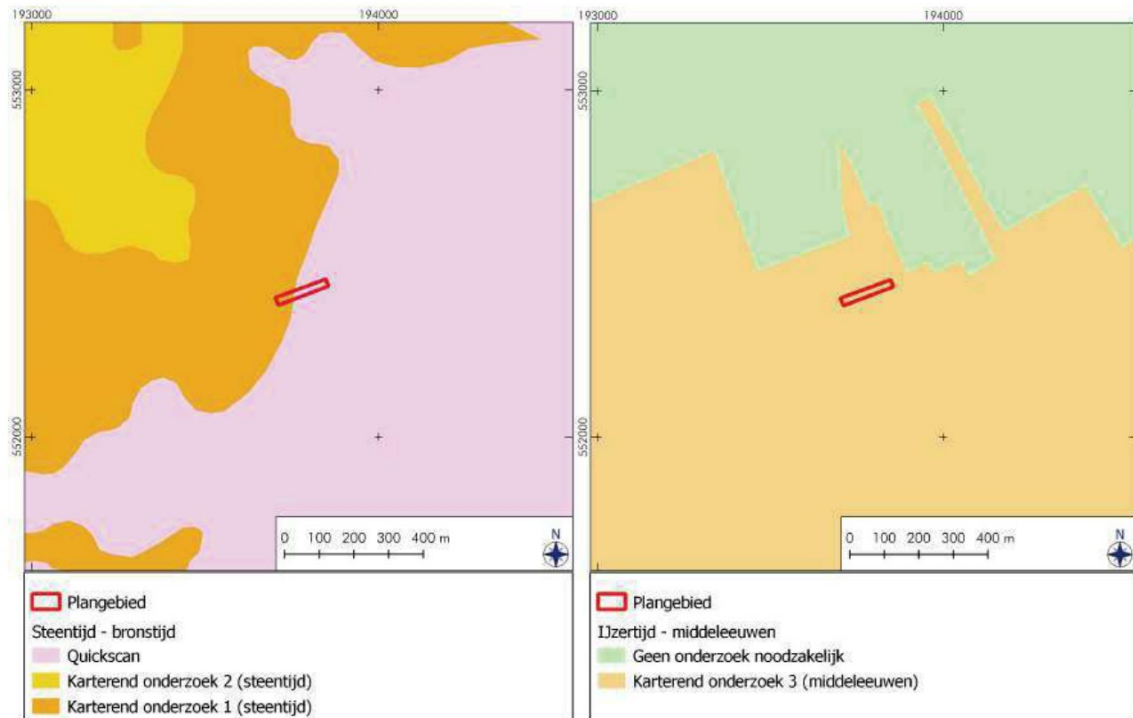 193000
194000
553000
552000
N
0 100 200 300 400 m
Plangebied
Steentijd - bronstijd
Quickscan
Karterend onderzoek 2 (steentijd)
Karterend onderzoek 1 (steentijd)
193000
194000
553000
552000
N
0 100 200 300 400 m
Plangebied
IJzertijd - middeleeuwen
Geen onderzoek noodzakelijk
Karterend onderzoek 3 (middeleeuwen)